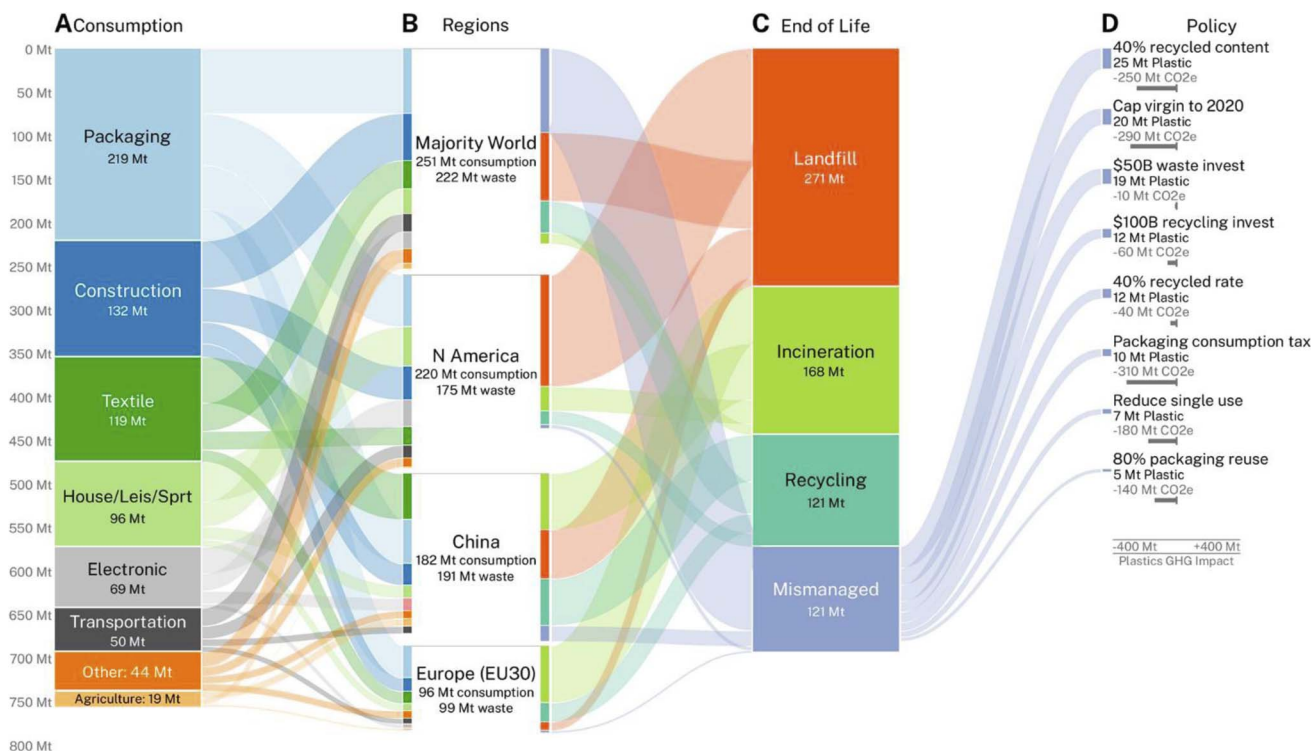 A Consumption
B Regions
C End of Life
D Policy
0 Mt
50 Mt
100 Mt
150 Mt
200 Mt
250 Mt
300 Mt
350 Mt
400 Mt
450 Mt
500 Mt
550 Mt
600 Mt
650 Mt
700 Mt
750 Mt
800 Mt
Packaging
219 Mt
Construction
132 Mt
Textile
119 Mt
House/Leis/Sprt
96 Mt
Electronic
69 Mt
Transportation
50 Mt
Other: 44 Mt
Agriculture: 19 Mt
Majority World
251 Mt consumption
222 Mt waste
N America
220 Mt consumption
175 Mt waste
China
182 Mt consumption
191 Mt waste
Europe (EU30)
96 Mt consumption
99 Mt waste
Landfill
271 Mt
Incineration
168 Mt
Recycling
121 Mt
Mismanaged
121 Mt
40% recycled content
25 Mt Plastic
-250 Mt CO2e
Cap virgin to 2020
20 Mt Plastic
-290 Mt CO2e
$50B waste invest
19 Mt Plastic
-10 Mt CO2e
$100B recycling invest
12 Mt Plastic
-60 Mt CO2e
40% recycled rate
12 Mt Plastic
-40 Mt CO2e
Packaging consumption tax
10 Mt Plastic
-310 Mt CO2e
Reduce single use
7 Mt Plastic
-180 Mt CO2e
80% packaging reuse
5 Mt Plastic
-140 Mt CO2e
-400 Mt +400 Mt
Plastics GHG Impact